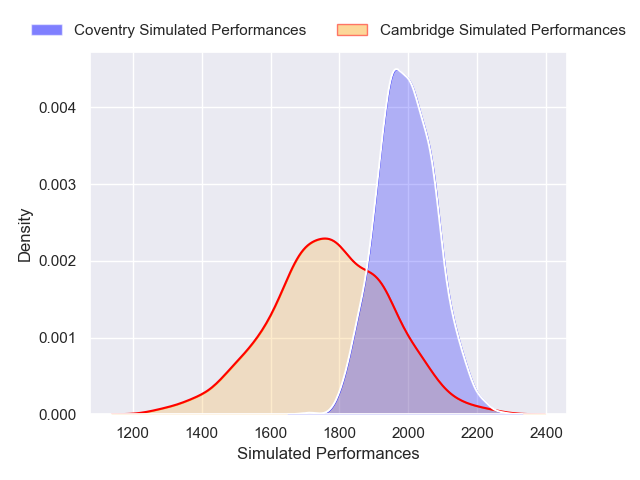 Coventry Simulated Performances
Cambridge Simulated Performances
Density
0.004
0.003
0.002
0.001
0.000
1200 1400 1600 1800 2000 2200 2400
Simulated Performances